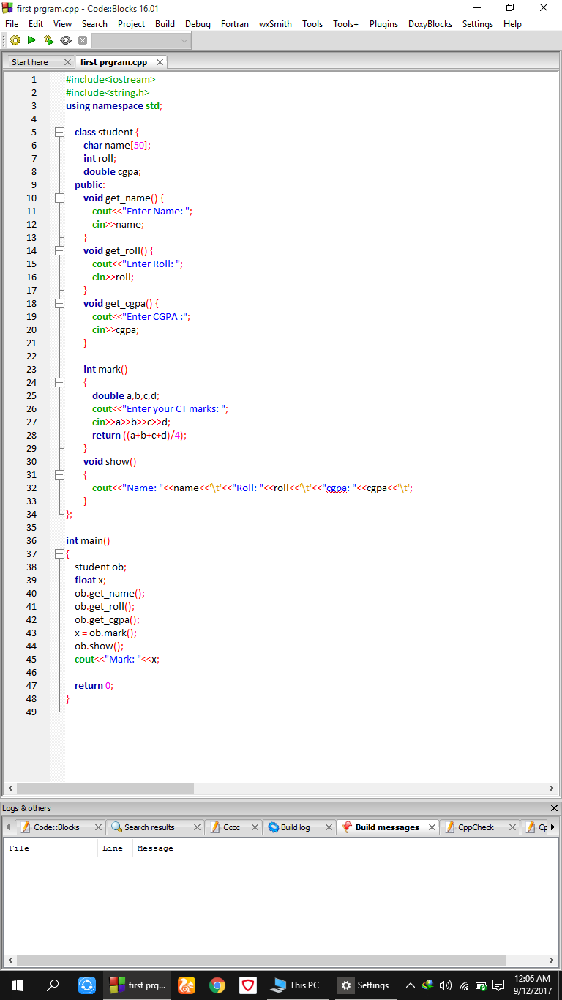 first prgram.cpp - Code::Blocks 16.01
File Edit View Search Project Build Debug Fortran wxSmith Tools Tools+ Plugins DoxyBlocks Settings Help
Start here first prgram.cpp
1 #include<iostream>
2 #include<string.h>
3 using namespace std;
4
5 class student {
6 char name[50];
7 int roll;
8 double cgpa;
9 public:
10 void get_name() {
11 cout<<"Enter Name: ";
12 cin>>name;
13 }
14 void get_roll() {
15 cout<<"Enter Roll: ";
16 cin>>roll;
17 }
18 void get_cgpa() {
19 cout<<"Enter CGPA :";
20 cin>>cgpa;
21 }
22
23 int mark()
24 {
25 double a,b,c,d;
26 cout<<"Enter your CT marks: ";
27 cin>>a>>b>>c>>d;
28 return ((a+b+c+d)/4);
29 }
30 void show()
31 {
32 cout<<"Name: "<<name<<'\t'<<"Roll: "<<roll<<'\t'<<"cgpa: "<<cgpa<<'\t';
33 }
34 };
35
36 int main()
37 {
38 student ob;
39 float x;
40 ob.get_name();
41 ob.get_roll();
42 ob.get_cgpa();
43 x = ob.mark();
44 ob.show();
45 cout<<"Mark: "<<x;
46
47 return 0;
48 }
49
Logs & others
Code::Blocks Search results Cccc Build log Build messages CppCheck Cp
File Line Message
first prg... This PC Settings 12:06 AM
9/12/2017